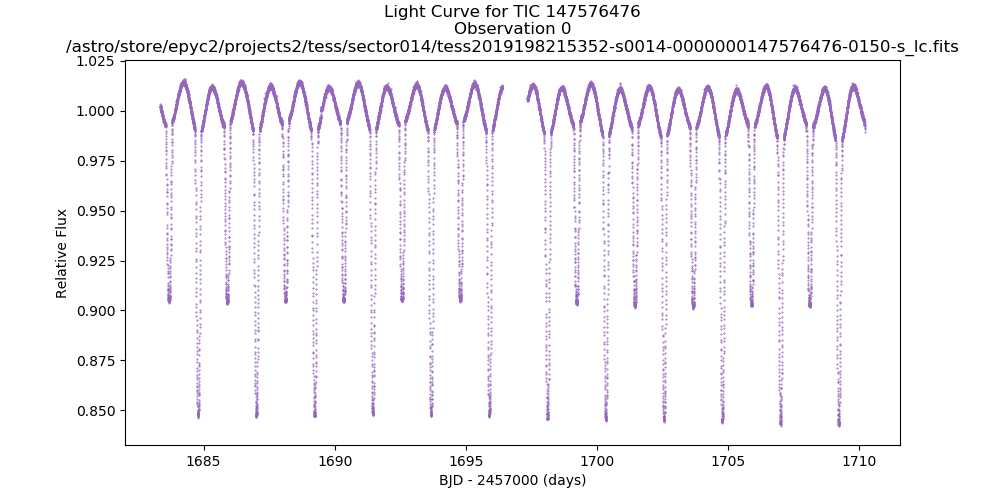 Light Curve for TIC 147576476
Observation 0
/astro/store/epyc2/projects2/tess/sector014/tess2019198215352-s0014-0000000147576476-0150-s_lc.fits
1.025
1.000
0.975
0.950
0.925
0.900
0.875
0.850
Relative Flux
1685
1690
1695
1700
1705
1710
BJD - 2457000 (days)